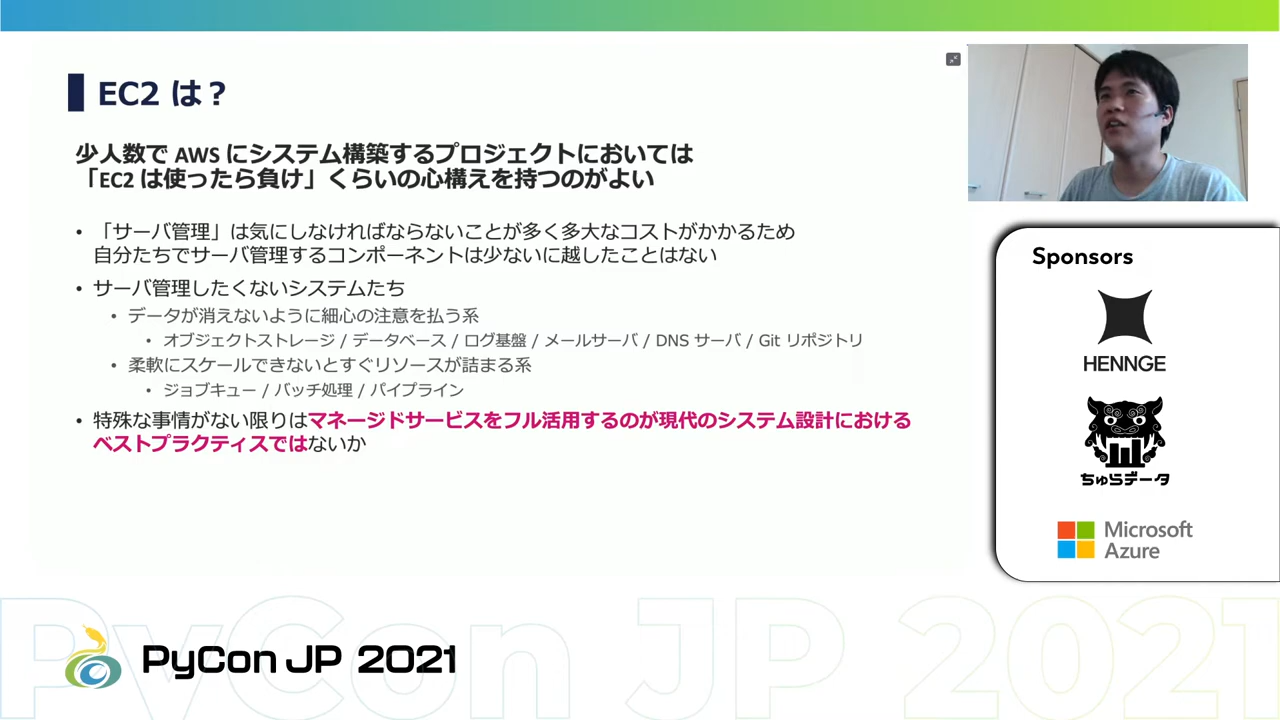 EC2 は？
少人数で AWS にシステム構築するプロジェクトにおいては
「EC2 は使ったら負け」くらいの心構えを持つのがよい
• 「サーバ管理」は気にしなければならないことが多く多大なコストがかかるため
自分たちでサーバ管理するコンポーネントは少ないに越したことはない
• サーバ管理したくないシステムたち
• データが消えないように細心の注意を払う系
• オブジェクトストレージ / データベース / ログ基盤 / メールサーバ / DNS サーバ / Git リポジトリ
• 柔軟にスケールできないとすぐリソースが詰まる系
• ジョブキュー / バッチ処理 / パイプライン
• 特殊な事情がない限りはマネージドサービスをフル活用するのが現代のシステム設計における
ベストプラクティスではないか
Sponsors
HENNGE
ちゅらデータ
Microsoft
Azure
PyCon JP 2021
PyCon JP 2021